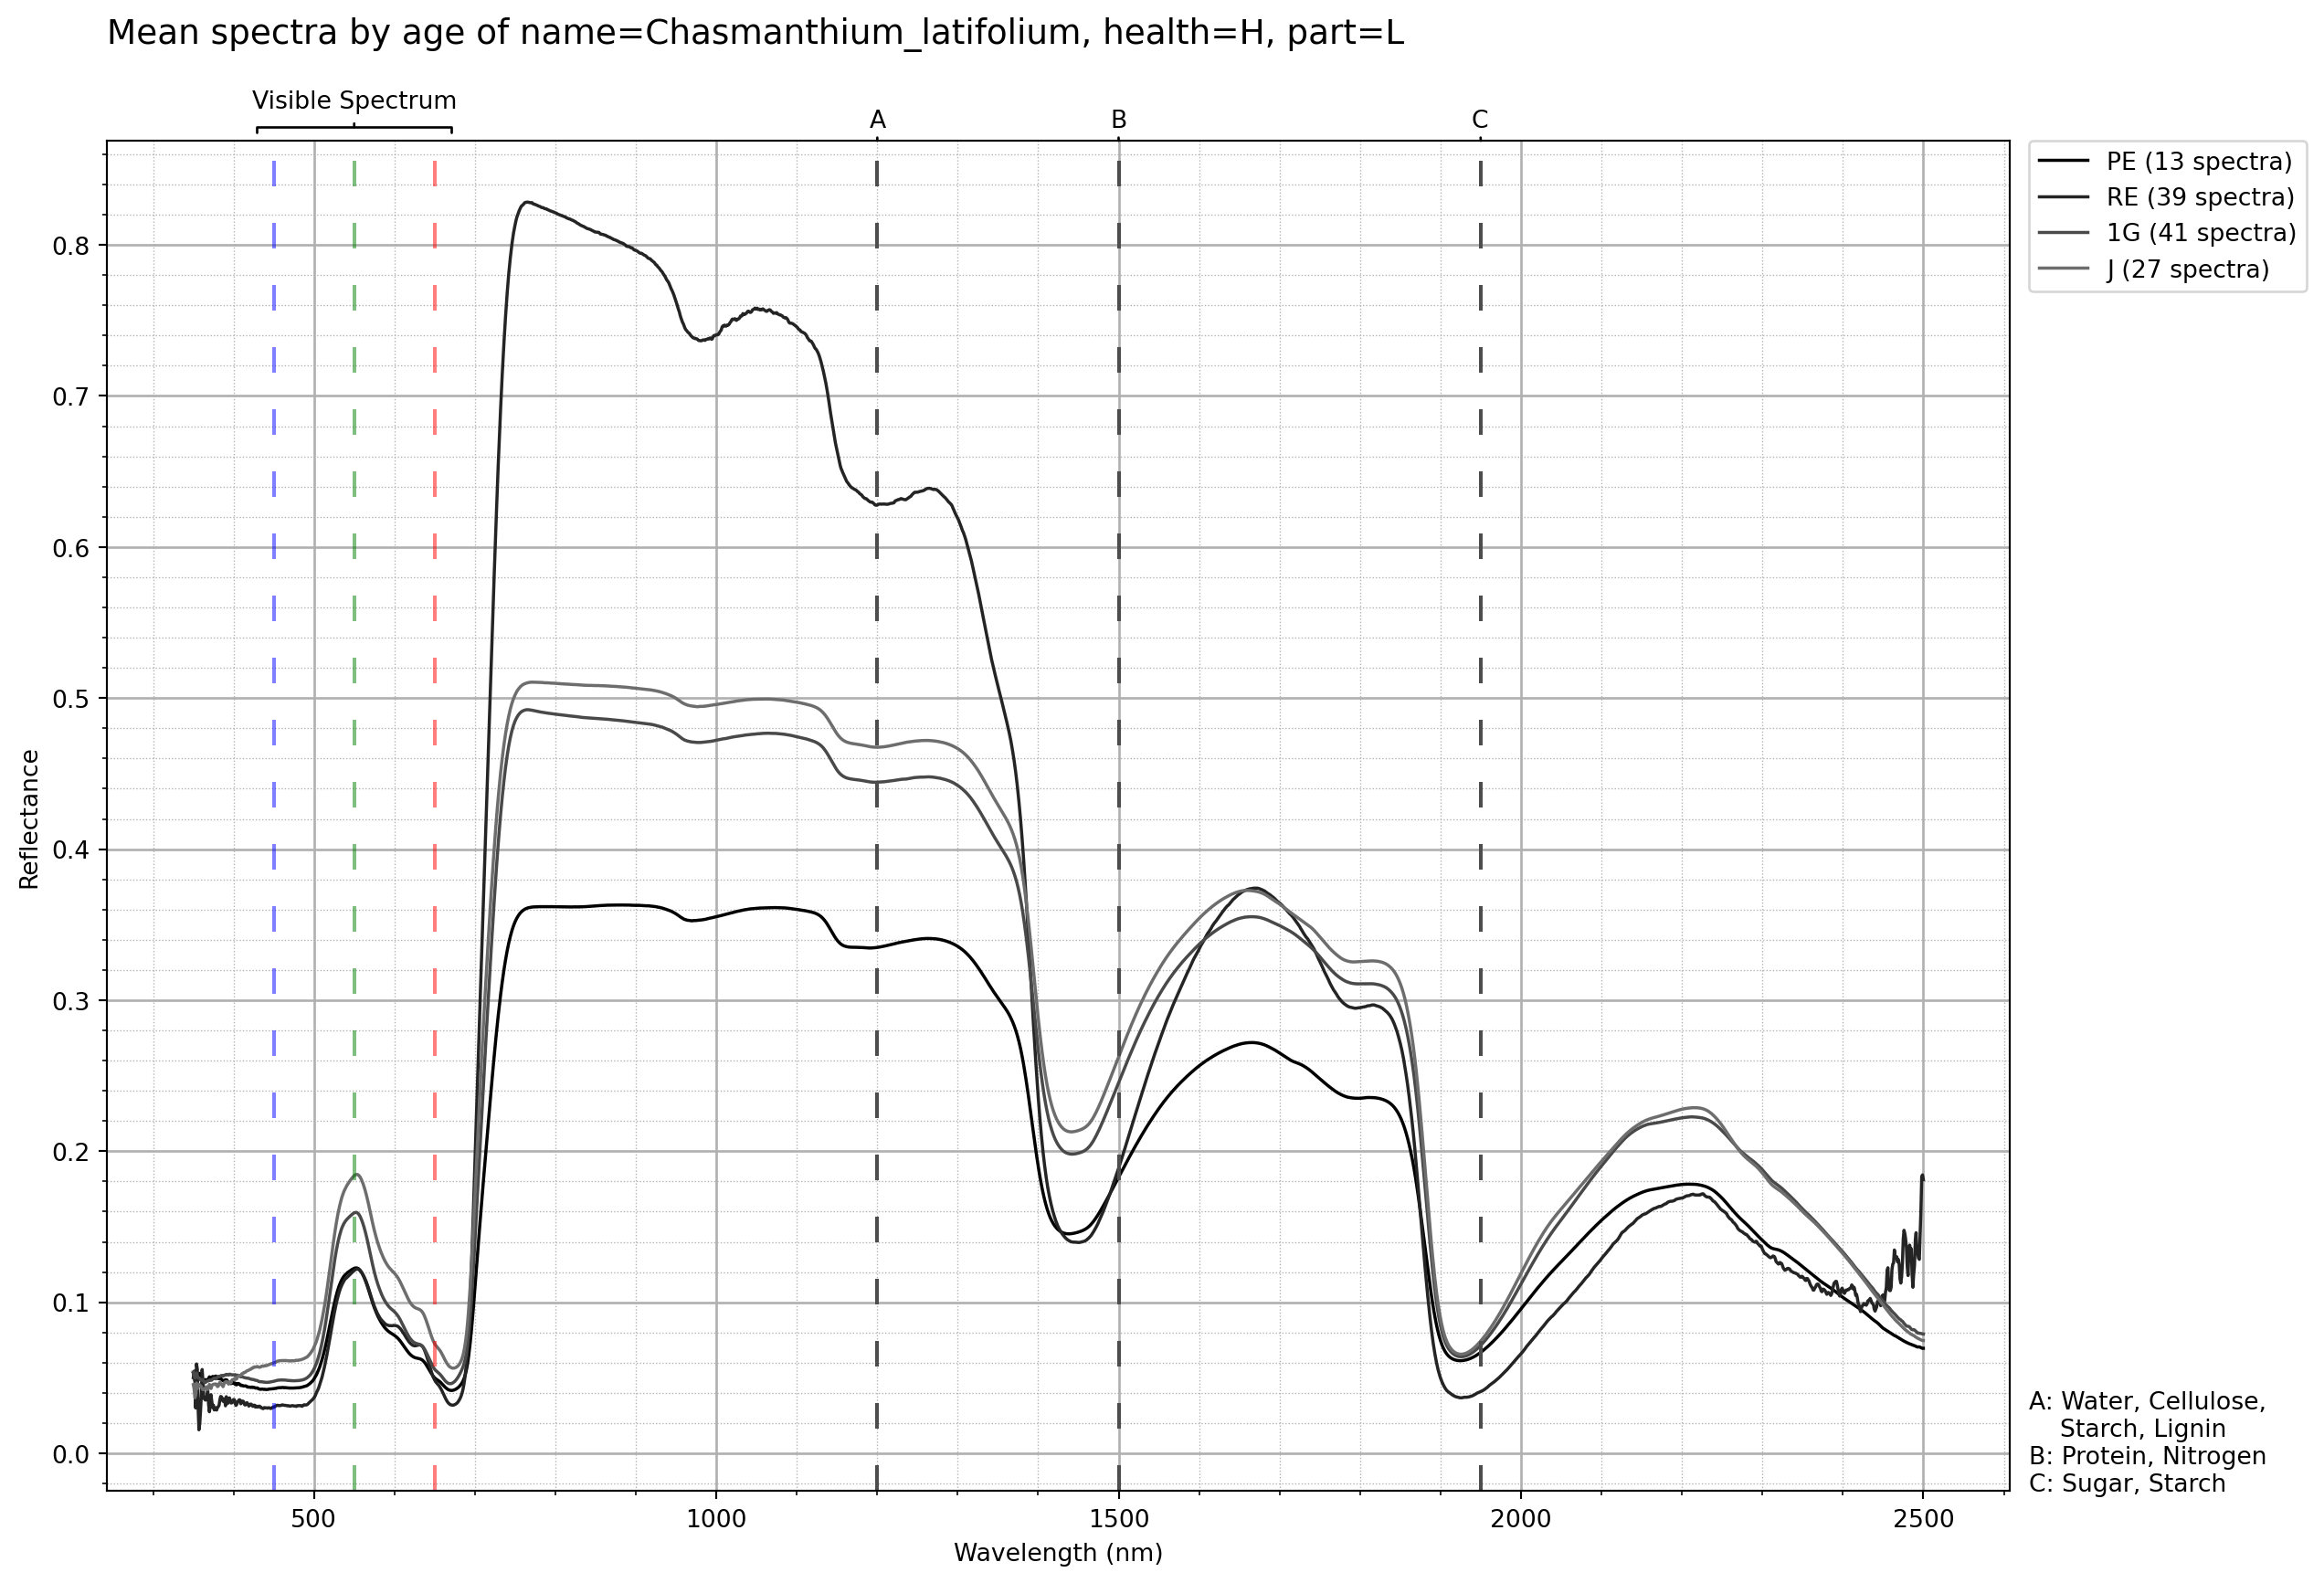 Mean spectra by age of name=Chasmanthium_latifolium, health=H, part=L
Visible Spectrum
A
B
C
PE (13 spectra)
RE (39 spectra)
1G (41 spectra)
J (27 spectra)
0.8
0.7
0.6
0.5
0.4
0.3
0.2
0.1
0.0
Reflectance
500
1000
1500
2000
2500
Wavelength (nm)
A: Water, Cellulose,
Starch, Lignin
B: Protein, Nitrogen
C: Sugar, Starch